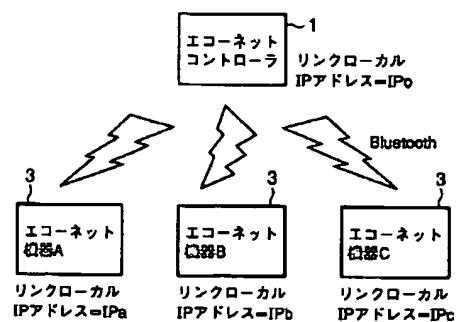 1
エコーネット
コントローラ
リンクローカル
IPアドレス=IPo
Bluetooth
3
エコーネット
機器A
リンクローカル
IPアドレス=IPa
3
エコーネット
機器B
リンクローカル
IPアドレス=IPb
3
エコーネット
機器C
リンクローカル
IPアドレス=IPc